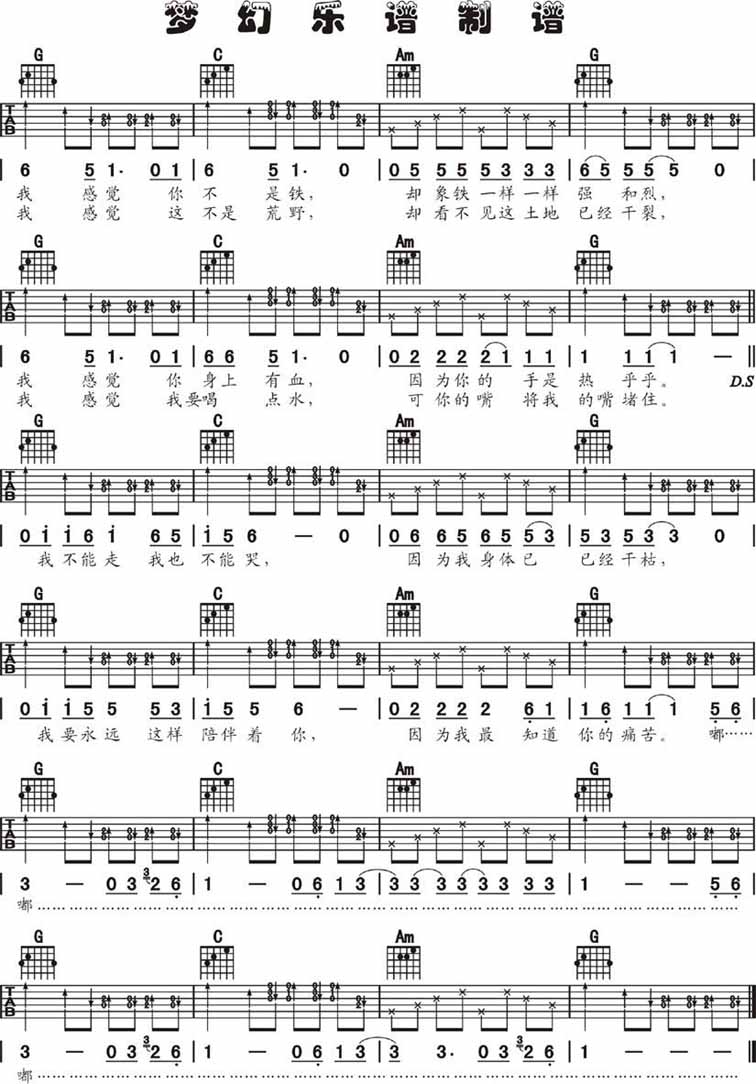 梦幻乐谱制谱
G C Am G
TAB
6 5 1· 0 1 | 6 5 1· 0 | 0 5 5 5 5 3 3 3 | 6 5 5 5 5 0
我 感觉 你不 是铁， 却象铁一样一样 强 和烈，
我 感觉 这不是 荒野， 却看不见这土地 已经干裂，
G C Am G
TAB
6 5 1· 0 1 | 6 6 5 1· 0 | 0 2 2 2 2 1 1 1 | 1 1 1 1 — ||
我 感觉 你身上 有血， 因为你的 手是 热 乎乎。 D.S
我 感觉 我要喝 点水， 可你的嘴 将我 的嘴堵住。
G C Am G
TAB
0 i i 6 i 6 5 | i 5 6 — 0 | 0 6 6 5 6 5 5 3 | 5 3 5 3 3 0
我不能走 我也 不能哭， 因为我身体已 已经干枯，
G C Am G
TAB
0 i i 5 5 5 3 | i 5 5 6 — | 0 2 2 2 2 6 1 | 1 6 1 1 1 5 6
我要永远 这样 陪伴着 你， 因为我最 知道 你的痛苦。 嘟……
G C Am G
TAB
3 — 0 3 3 2 6 | 1 — 0 6 1 3 | 3 3 3 3 3 3 3 3 | 1 — — 5 6
嘟……
G C Am G
TAB
3 — 0 3 3 2 6 | 1 — 0 6 1 3 | 3 3· 0 3 3 2 6 | 1 — — —
嘟……